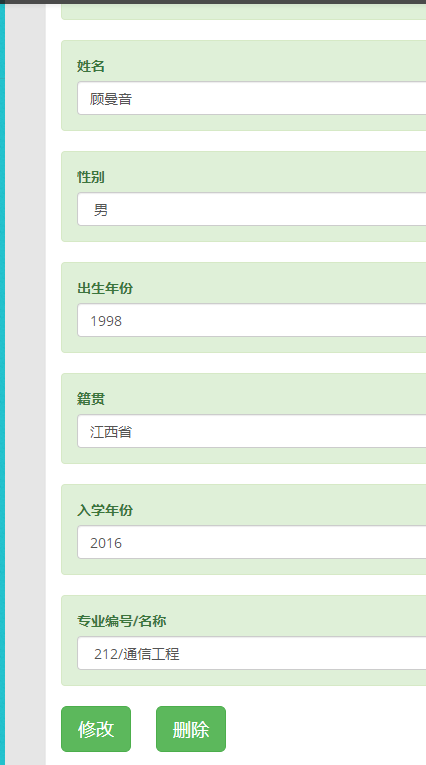 姓名
顾曼音
性别
男
出生年份
1998
籍贯
江西省
入学年份
2016
专业编号/名称
212/通信工程
修改 删除